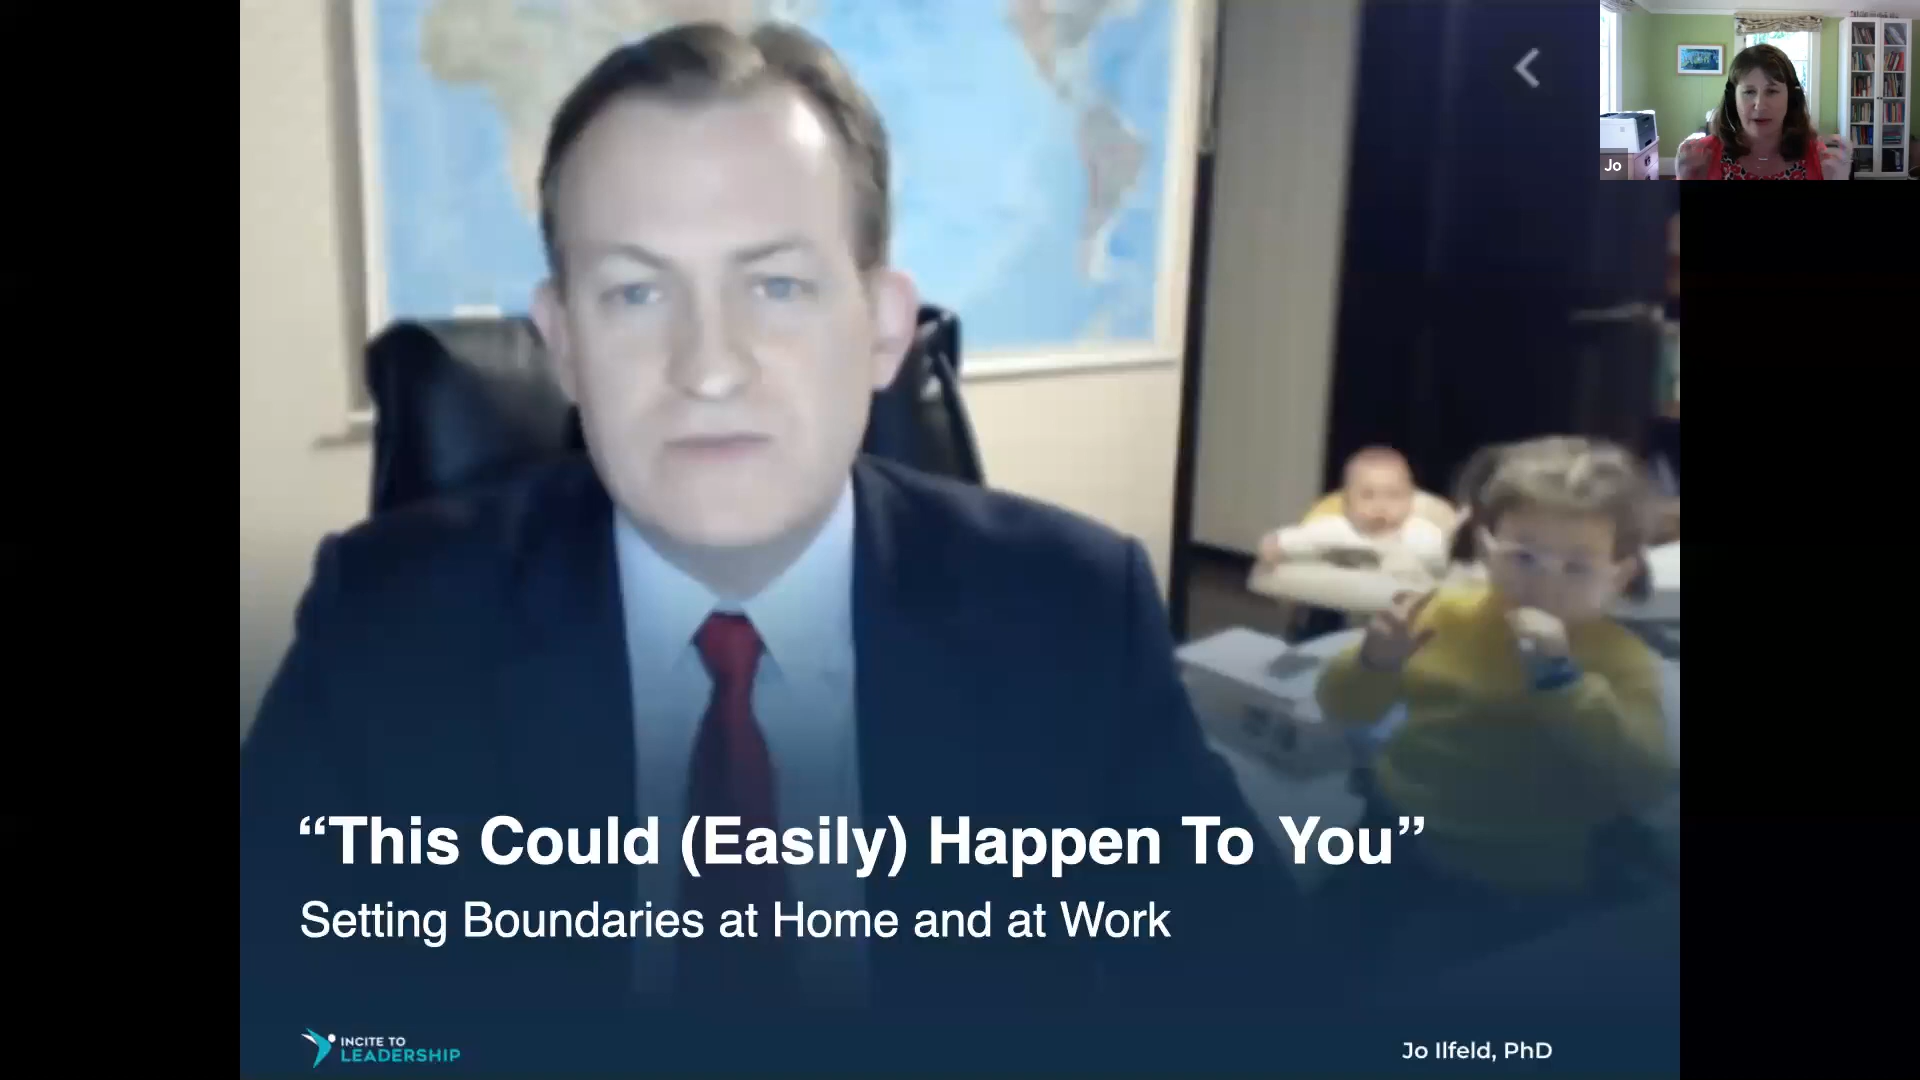 Jo
“This Could (Easily) Happen To You”
Setting Boundaries at Home and at Work
INCITE TO
LEADERSHIP
Jo Ilfeld, PhD